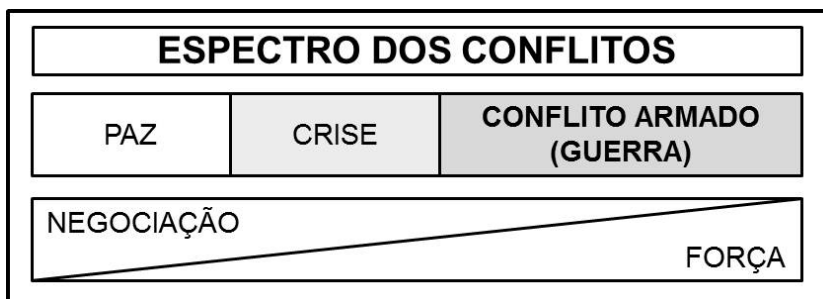 ESPECTRO DOS CONFLITOS
PAZ
CRISE
CONFLITO ARMADO
(GUERRA)
NEGOCIAÇÃO
FORÇA